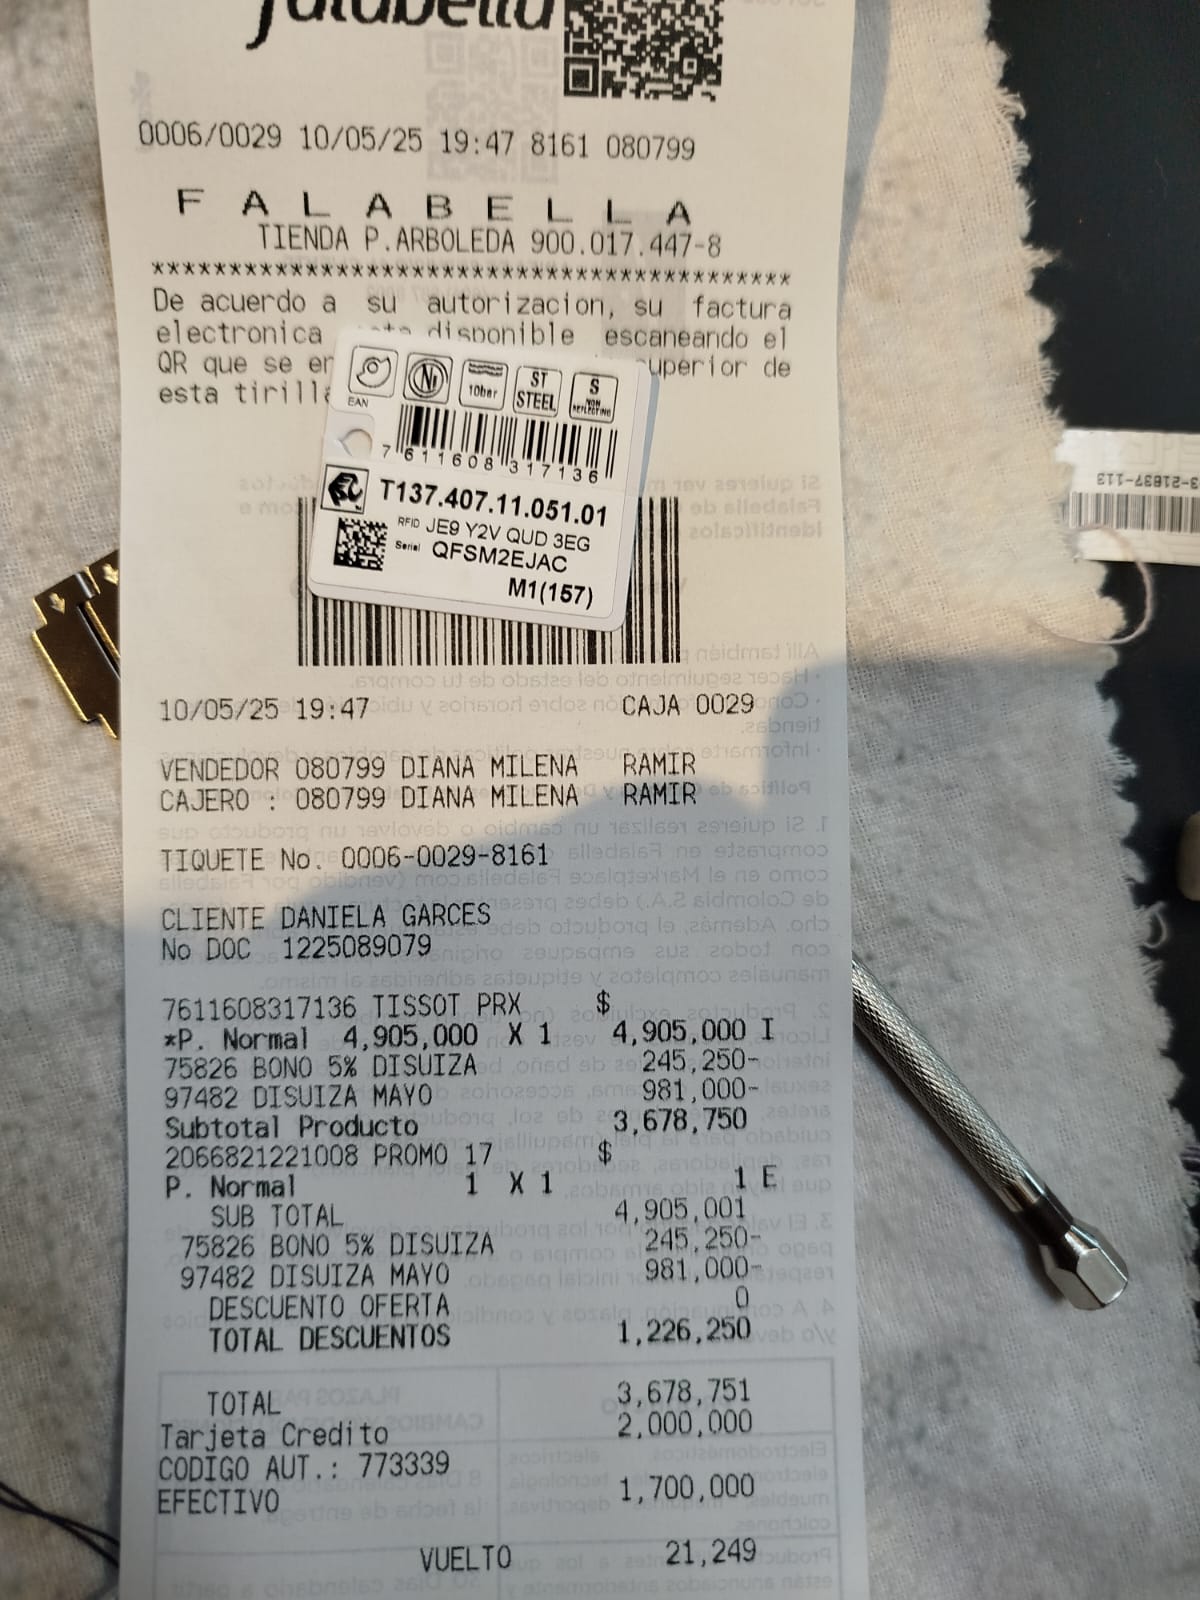 falabella
0006/0029 10/05/25 19:47 8161 080799
F A L A B E L L A
TIENDA P.ARBOLEDA 900.017.447-8
*****************************************
De acuerdo a su autorizacion, su factura
electronica disponible escaneando el
QR que se superior de
esta
EAN
N
10bar
ST
STEEL
S
NON
REFLECTING
7 611608 317136
T137.407.11.051.01
RFID JE9 Y2V QUD 3EG
Serial QFSM2EJAC
M1(157)
3-21837-113
10/05/25 19:47 CAJA 0029
VENDEDOR 080799 DIANA MILENA RAMIR
CAJERO : 080799 DIANA MILENA RAMIR
TIQUETE No. 0006-0029-8161
CLIENTE DANIELA GARCES
No DOC 1225089079
7611608317136 TISSOT PRX $
*P. Normal 4,905,000 X 1 4,905,000 I
75826 BONO 5% DISUIZA 245,250-
97482 DISUIZA MAYO 981,000-
Subtotal Producto 3,678,750
2066821221008 PROMO 17 $
P. Normal 1 X 1 1 E
SUB TOTAL 4,905,001
75826 BONO 5% DISUIZA 245,250-
97482 DISUIZA MAYO 981,000-
DESCUENTO OFERTA 0
TOTAL DESCUENTOS 1,226,250
TOTAL 3,678,751
Tarjeta Credito 2,000,000
CODIGO AUT.: 773339
EFECTIVO 1,700,000
VUELTO 21,249